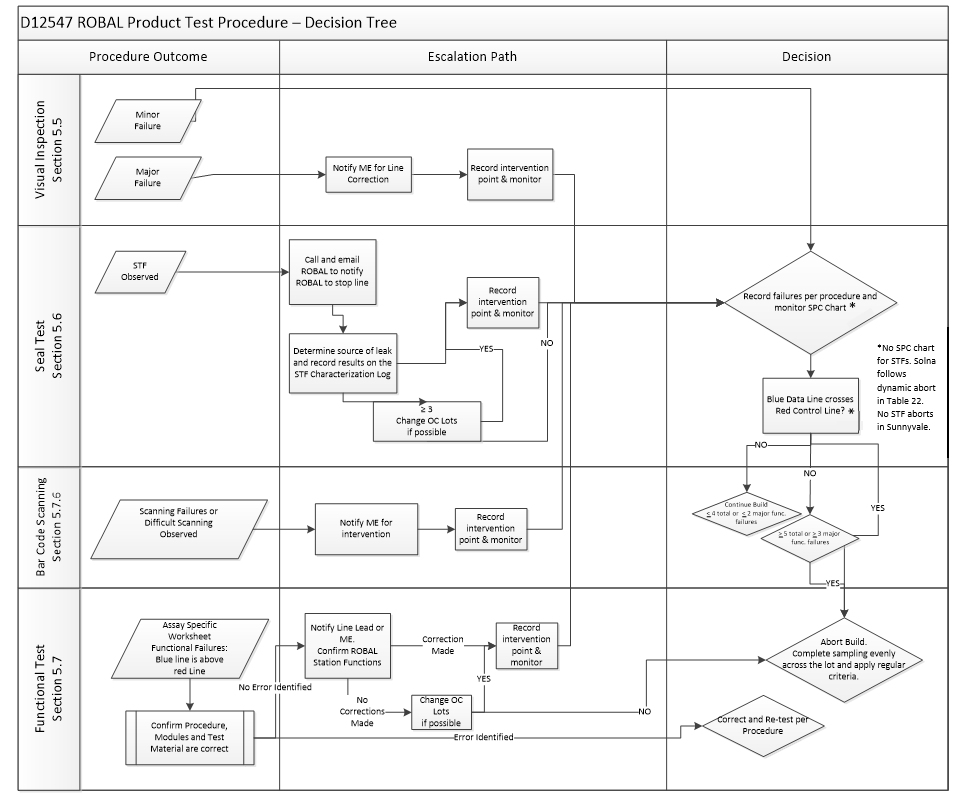 D12547 ROBAL Product Test Procedure – Decision Tree
Procedure Outcome
Escalation Path
Decision
Visual Inspection
Section 5.5
Minor
Failure
Major
Failure
Notify ME for Line
Correction
Record intervention
point & monitor
Seal Test
Section 5.6
STF
Observed
Call and email
ROBAL to notify
ROBAL to stop line
Determine source of leak
and record results on the
STF Characterization Log
Record
intervention
point & monitor
YES
NO
≥ 3
Change OC Lots
if possible
Record failures per procedure and
monitor SPC Chart *
*No SPC chart
for STFs. Solna
follows
dynamic abort
in Table 22.
No STF aborts
in Sunnyvale.
Blue Data Line crosses
Red Control Line? *
NO
NO
YES
Bar Code Scanning
Section 5.7.6
Scanning Failures or
Difficult Scanning
Observed
Notify ME for
intervention
Record
intervention
point & monitor
Continue Build
≤ 4 total or ≤ 2 major func.
failures
≥ 5 total or ≥ 3 major
func. failures
YES
Functional Test
Section 5.7
Assay Specific
Worksheet
Functional Failures:
Blue line is above
red Line
No Error Identified
Confirm Procedure,
Modules and Test
Material are correct
Notify Line Lead or
ME.
Confirm ROBAL
Station Functions
Correction
Made
Record
intervention
point &
monitor
YES
No
Corrections
Made
Change OC
Lots
if possible
NO
Error Identified
Abort Build.
Complete sampling evenly
across the lot and apply regular
criteria.
Correct and Re-test per
Procedure